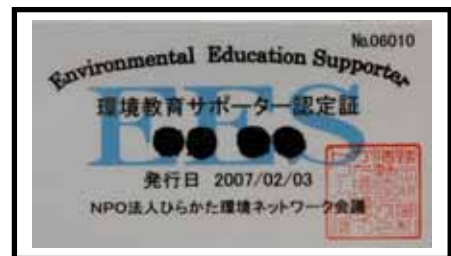 No.06010
Environmental Education Supporter
EES
環境教育サポーター認定証
発行日 2007/02/03
NPO法人ひらかた環境ネットワーク会議